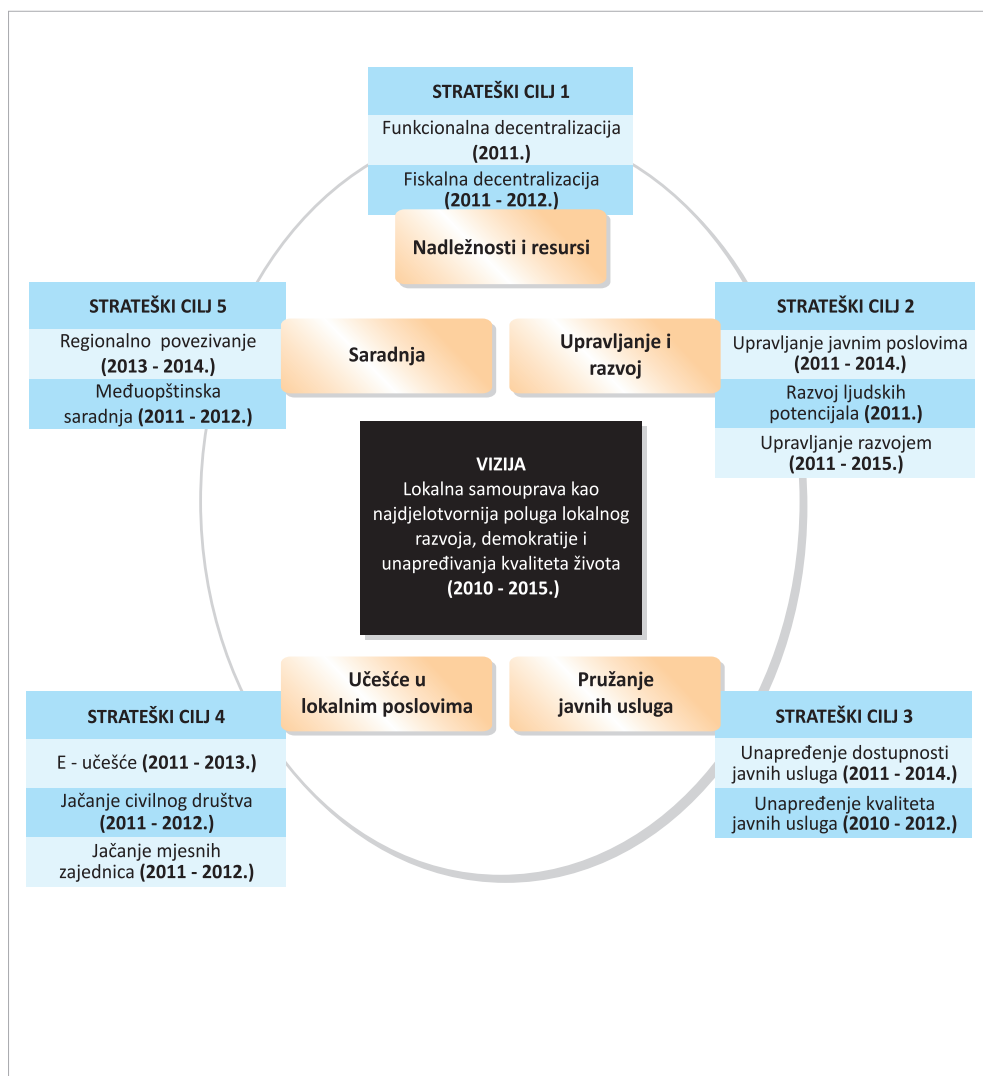 STRATEŠKI CILJ 1
Funkcionalna decentralizacija
(2011.)
Fiskalna decentralizacija
(2011 - 2012.)
Nadležnosti i resursi
STRATEŠKI CILJ 5
Regionalno povezivanje
(2013 - 2014.)
Međuopštinska
saradnja (2011 - 2012.)
Saradnja
Upravljanje i
razvoj
STRATEŠKI CILJ 2
Upravljanje javnim poslovima
(2011 - 2014.)
Razvoj ljudskih
potencijala (2011.)
Upravljanje razvojem
(2011 - 2015.)
VIZIJA
Lokalna samouprava kao
najdjelotvornija poluga lokalnog
razvoja, demokratije i
unapređivanja kvaliteta života
(2010 - 2015.)
Učešće u
lokalnim poslovima
Pružanje
javnih usluga
STRATEŠKI CILJ 4
E - učešće (2011 - 2013.)
Jačanje civilnog društva
(2011 - 2012.)
Jačanje mjesnih
zajednica (2011 - 2012.)
STRATEŠKI CILJ 3
Unapređenje dostupnosti
javnih usluga (2011 - 2014.)
Unapređenje kvaliteta
javnih usluga (2010 - 2012.)